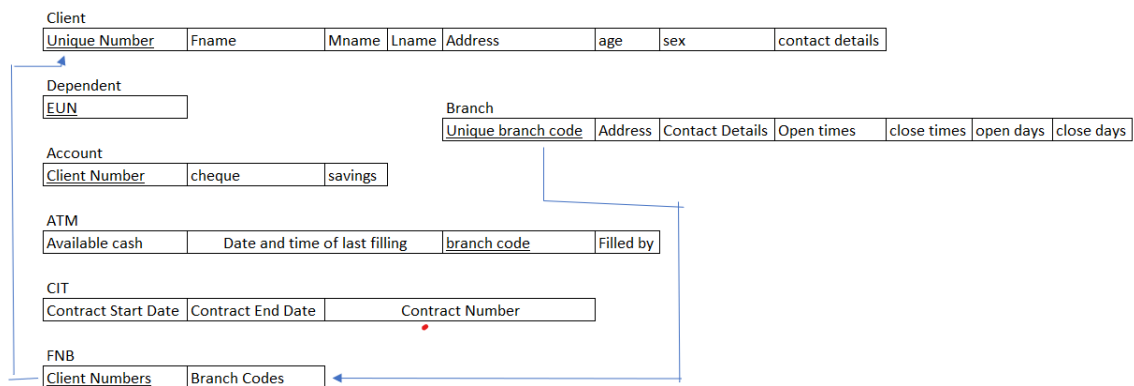 Client
Unique Number Fname Mname Lname Address age sex contact details
Dependent
EUN
Branch
Unique branch code Address Contact Details Open times close times open days close days
Account
Client Number cheque savings
ATM
Available cash Date and time of last filling branch code Filled by
CIT
Contract Start Date Contract End Date Contract Number
FNB
Client Numbers Branch Codes